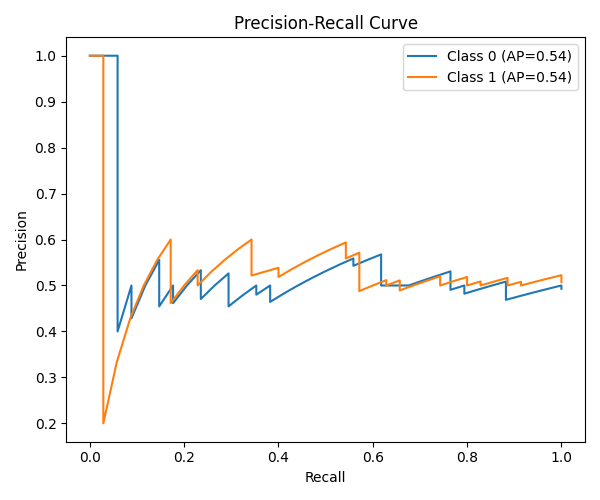 Precision-Recall Curve
Class 0 (AP=0.54)
Class 1 (AP=0.54)
Precision
1.0
0.9
0.8
0.7
0.6
0.5
0.4
0.3
0.2
0.0 0.2 0.4 0.6 0.8 1.0
Recall